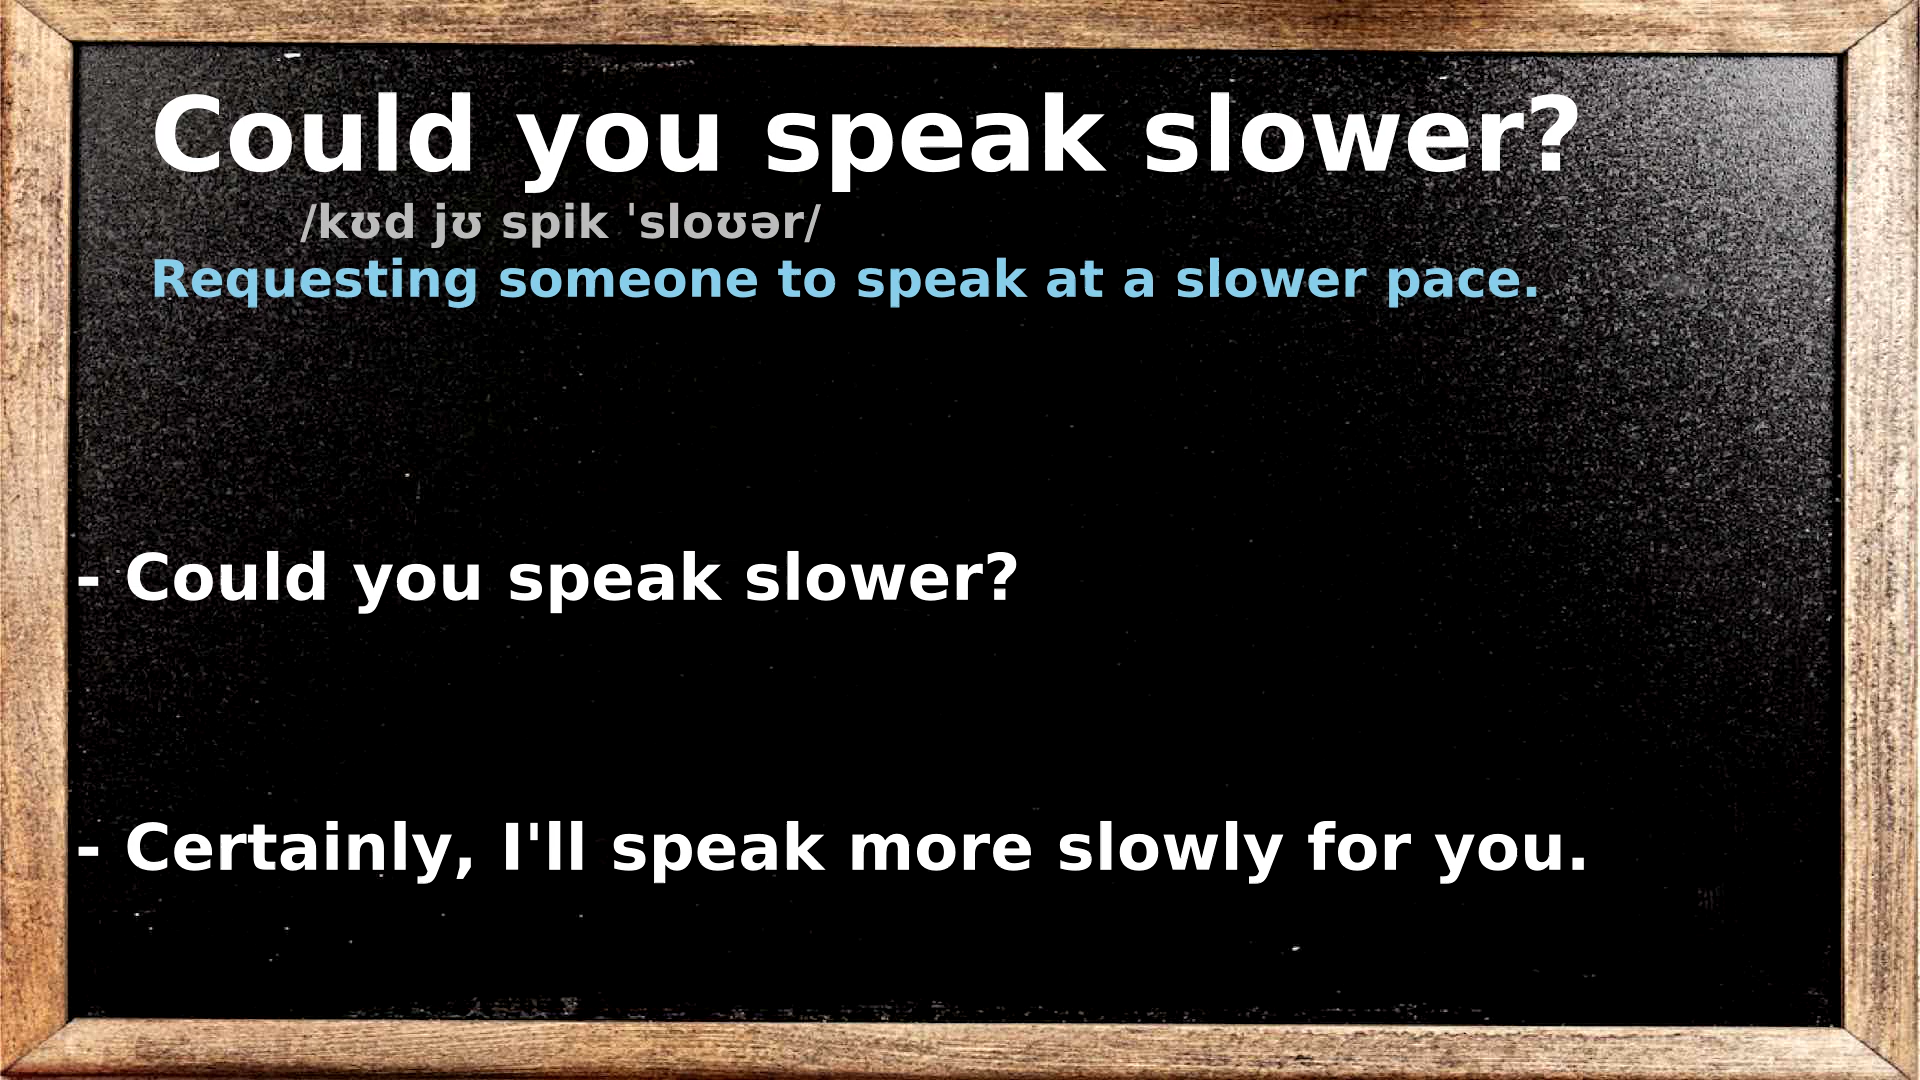 Could you speak slower?
/kʊd jʊ spik ˈsloʊər/
Requesting someone to speak at a slower pace.
- Could you speak slower?
- Certainly, I'll speak more slowly for you.